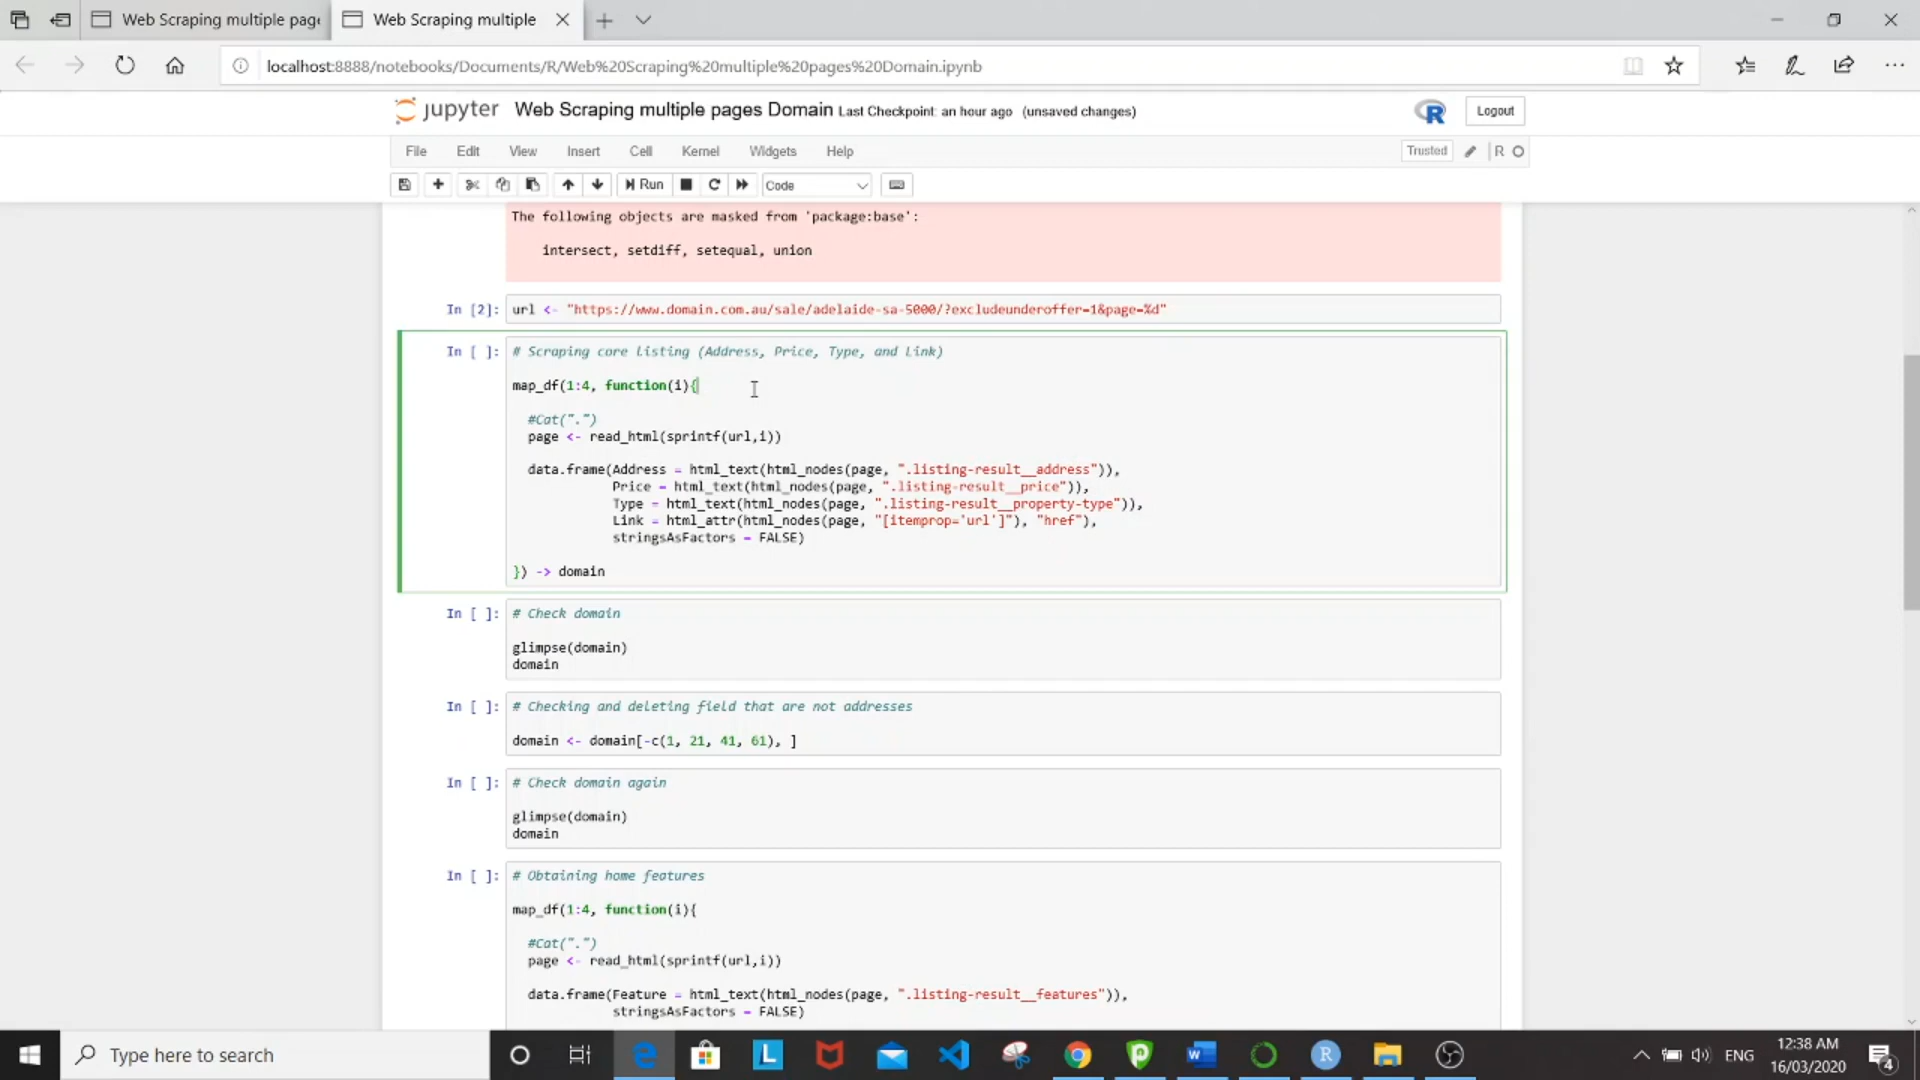 Web Scraping multiple page
Web Scraping multiple
localhost:8888/notebooks/Documents/R/Web%20Scraping%20multiple%20pages%20Domain.ipynb
jupyter Web Scraping multiple pages Domain Last Checkpoint: an hour ago (unsaved changes)
R Logout
File Edit View Insert Cell Kernel Widgets Help
Trusted R
Run Code
The following objects are masked from 'package:base':
intersect, setdiff, setequal, union
In [2]: url <- "https://www.domain.com.au/sale/adelaide-sa-5000/?excludeunderoffer=1&page=%d"
In [ ]: # Scraping core listing (Address, Price, Type, and Link)
map_df(1:4, function(i){
#Cat(".")
page <- read_html(sprintf(url,i))
data.frame(Address = html_text(html_nodes(page, ".listing-result__address")),
Price = html_text(html_nodes(page, ".listing-result__price")),
Type = html_text(html_nodes(page, ".listing-result__property-type")),
Link = html_attr(html_nodes(page, "[itemprop='url']"), "href"),
stringsAsFactors = FALSE)
}) -> domain
In [ ]: # Check domain
glimpse(domain)
domain
In [ ]: # Checking and deleting field that are not addresses
domain <- domain[-c(1, 21, 41, 61), ]
In [ ]: # Check domain again
glimpse(domain)
domain
In [ ]: # Obtaining home features
map_df(1:4, function(i){
#Cat(".")
page <- read_html(sprintf(url,i))
data.frame(Feature = html_text(html_nodes(page, ".listing-result__features")),
stringsAsFactors = FALSE)
Type here to search
ENG
12:38 AM
16/03/2020
4